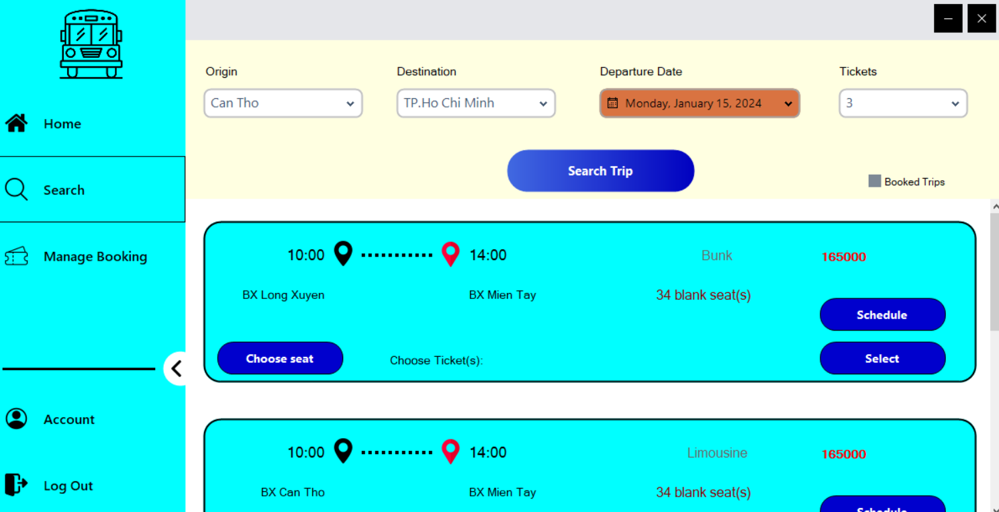 Origin
Destination
Departure Date
Tickets
Can Tho
TP.Ho Chi Minh
Monday, January 15, 2024
3
Home
Search Trip
Search
Booked Trips
Manage Booking
10:00
14:00
Bunk
165000
BX Long Xuyen
BX Mien Tay
34 blank seat(s)
Schedule
Choose seat
Choose Ticket(s):
Select
Account
10:00
14:00
Limousine
165000
Log Out
BX Can Tho
BX Mien Tay
34 blank seat(s)
Schedule